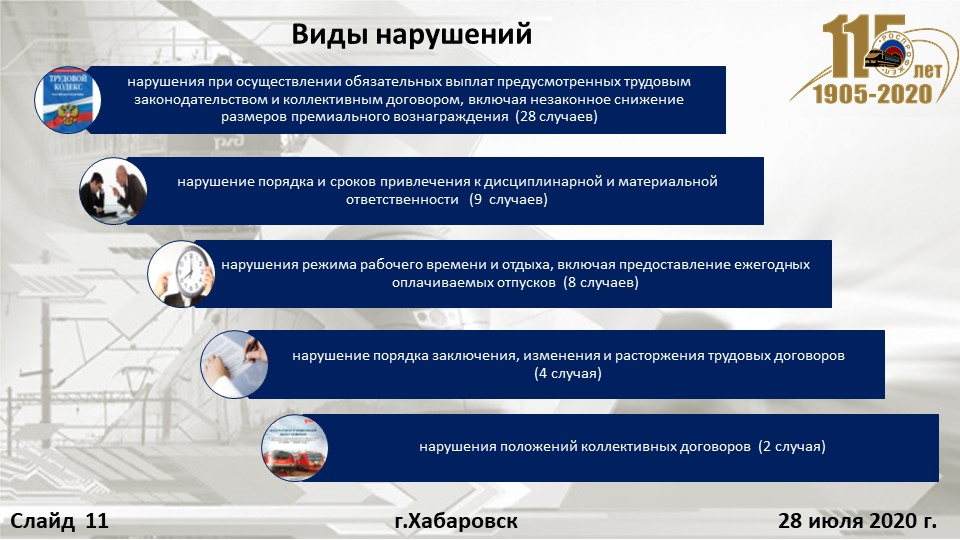 Виды нарушений
115
РОСПРОФЖЕЛ
лет
1905-2020
ТРУДОВОЙ
КОДЕКС
нарушения при осуществлении обязательных выплат предусмотренных трудовым
законодательством и коллективным договором, включая незаконное снижение
размеров премиального вознаграждения (28 случаев)
нарушение порядка и сроков привлечения к дисциплинарной и материальной
ответственности (9 случаев)
нарушения режима рабочего времени и отдыха, включая предоставление ежегодных
оплачиваемых отпусков (8 случаев)
нарушение порядка заключения, изменения и расторжения трудовых договоров
(4 случая)
нарушения положений коллективных договоров (2 случая)
Слайд 11
г.Хабаровск
28 июля 2020 г.